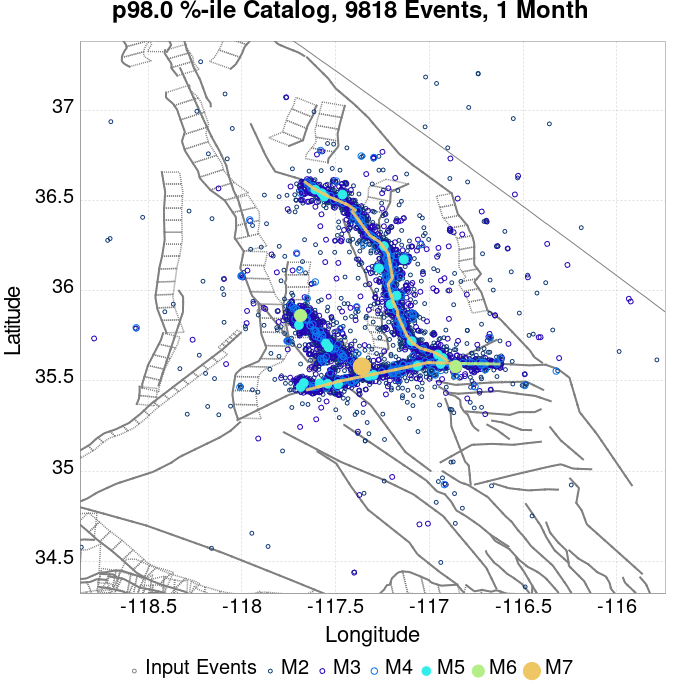 p98.0 %-ile Catalog, 9818 Events, 1 Month
37
36.5
36
35.5
35
34.5
Latitude
-118.5 -118 -117.5 -117 -116.5 -116
Longitude
Input Events M2 M3 M4 M5 M6 M7